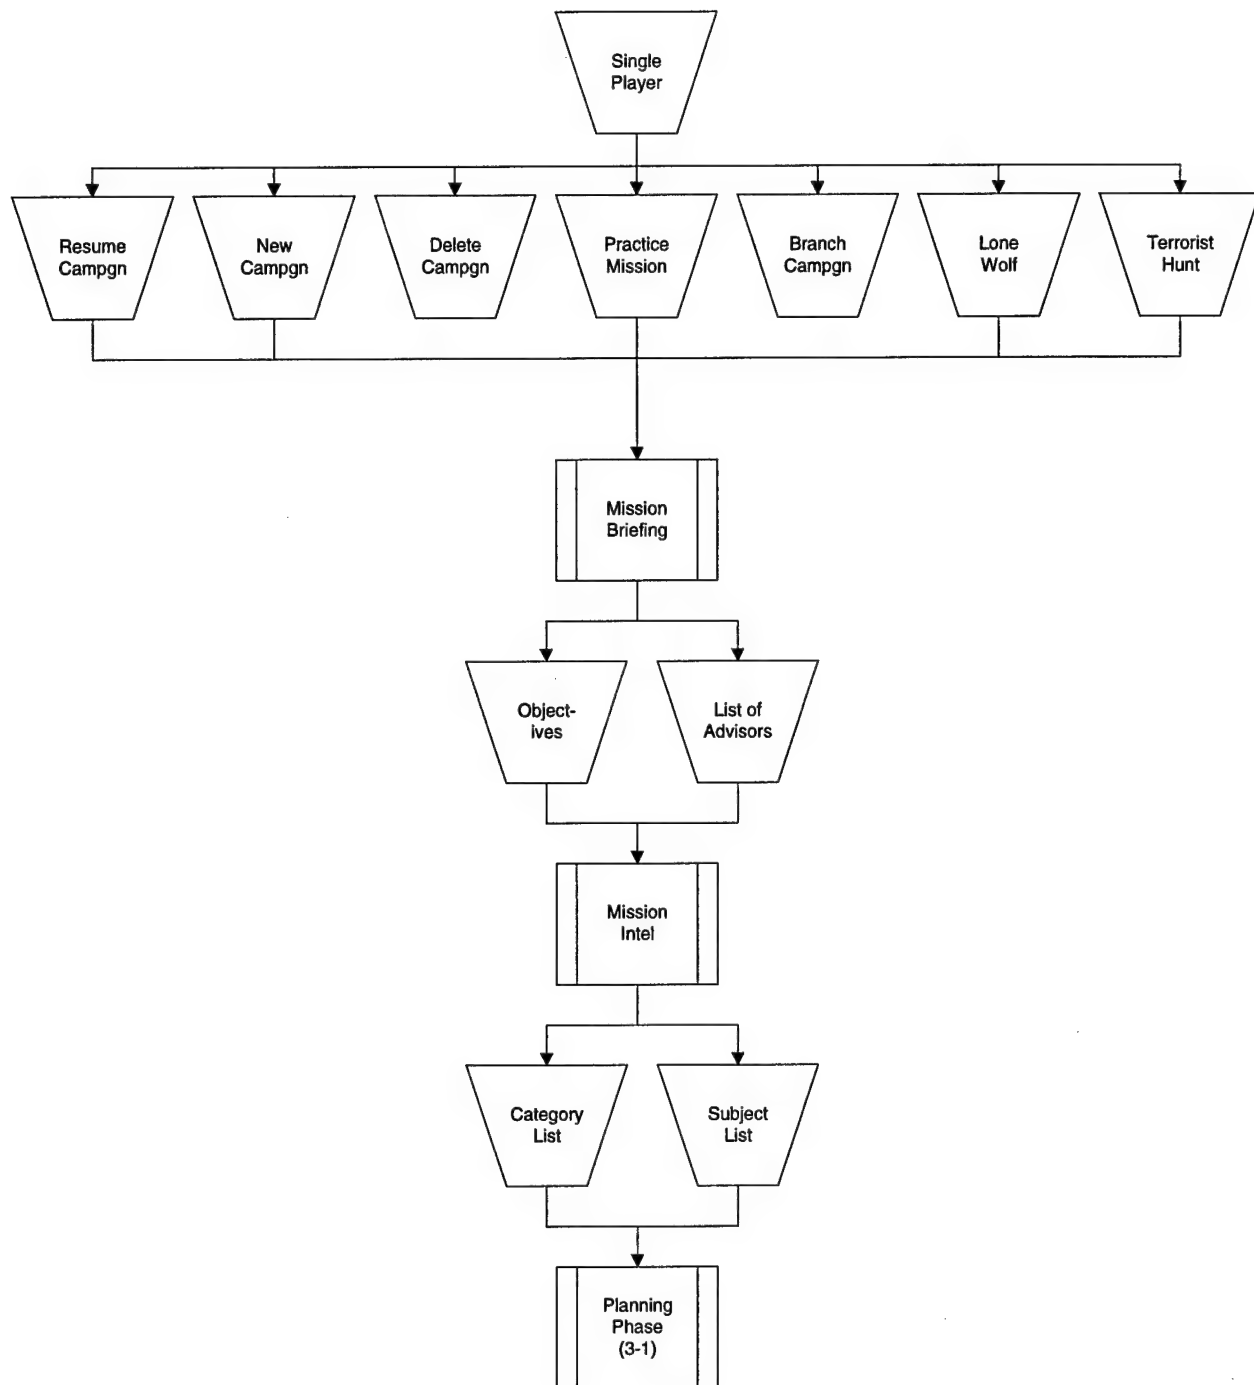 Single
Player
Resume
Campgn
New
Campgn
Delete
Campgn
Practice
Mission
Branch
Campgn
Lone
Wolf
Terrorist
Hunt
Mission
Briefing
Object-
ives
List of
Advisors
Mission
Intel
Category
List
Subject
List
Planning
Phase
(3-1)